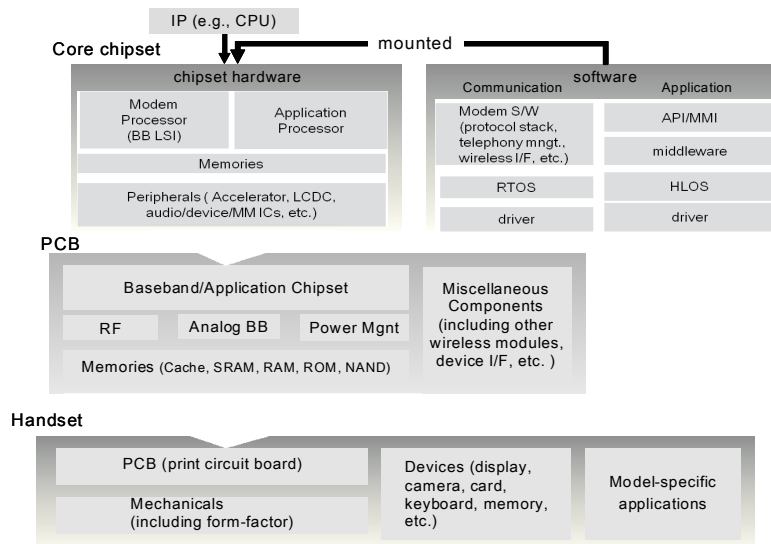 IP (e.g., CPU)
Core chipset
mounted
chipset hardware
Modem
Processor
(BB LSI)
Application
Processor
Memories
Peripherals ( Accelerator, LCDC,
audio/device/MM ICs, etc.)
software
Communication
Application
Modem S/W
(protocol stack,
telephony mngt.,
wireless I/F, etc.)
RTOS
driver
API/MMI
middleware
HLOS
driver
PCB
Baseband/Application Chipset
RF
Analog BB
Power Mgnt
Memories (Cache, SRAM, RAM, ROM, NAND)
Miscellaneous
Components
(including other
wireless modules,
device I/F, etc. )
Handset
PCB (print circuit board)
Mechanicals
(including form-factor)
Devices (display,
camera, card,
keyboard, memory,
etc.)
Model-specific
applications